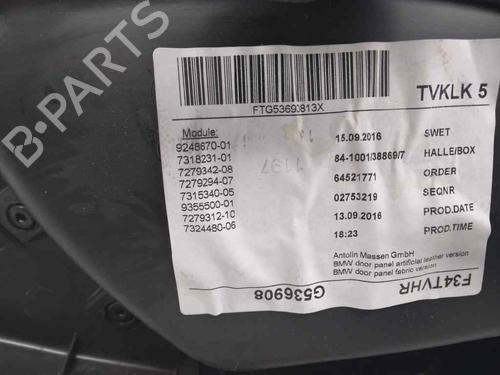 B PARTS
TVKLK 5
FTG53690813X
Module:
9248670-01
7318231-01
7279342-08
7279294-07
7315340-05
9355500-01
7279312-10
7324480-06
1197
15.09.2016 SWET
84-1001/38869/7 HALLE/BOX
64521771 ORDER
02753219 SEQNR
13.09.2016 PROD.DATE
18:23 PROD.TIME
Antolin Massen GmbH
BMW door panel artificial leather version
BMW door panel fabric version
G536908
F34TVHR